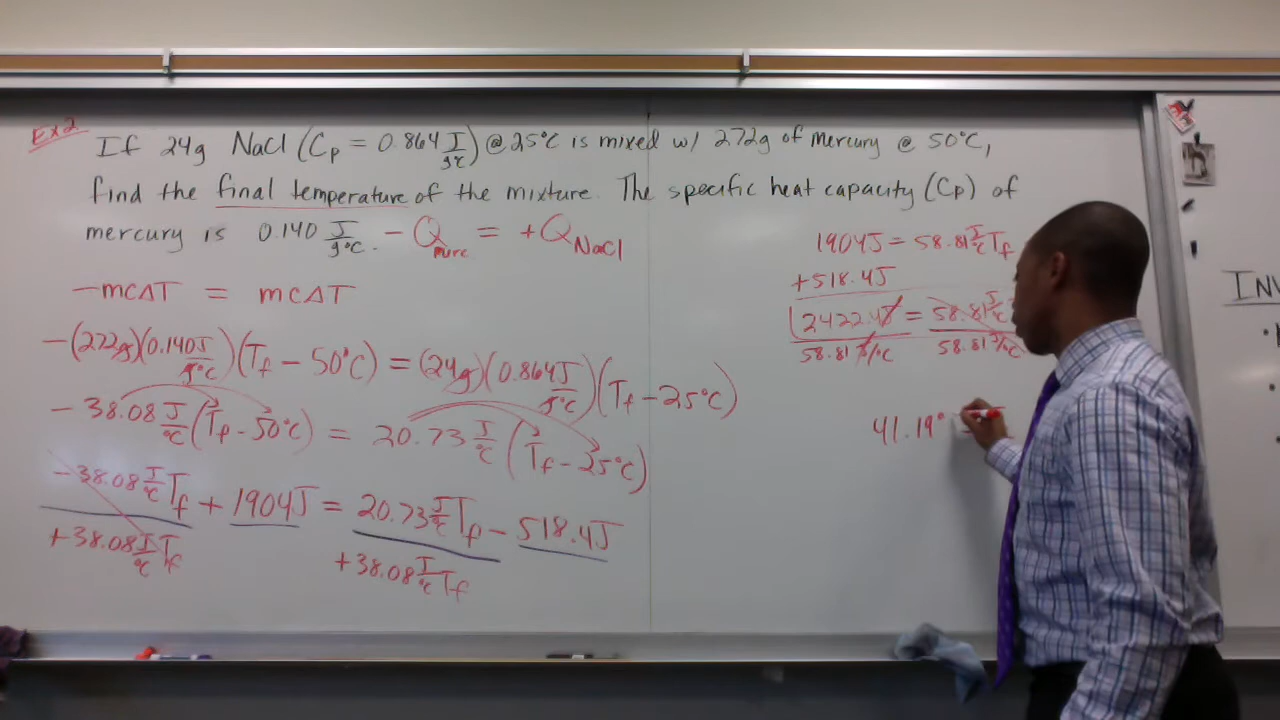 Ex 2
If 24g NaCl (Cp = 0.864 J/g°C) @ 25°C is mixed w/ 272g of mercury @ 50°C,
find the final temperature of the mixture. The specific heat capacity (Cp) of
mercury is 0.140 J/g°C.
-Qmerc = +QNaCl
-mcΔT = mcΔT
-(272g)(0.140J/g°C)(Tf - 50°C) = (24g)(0.864J/g°C)(Tf - 25°C)
-38.08 J/°C (Tf - 50°C) = 20.73 J/°C (Tf - 25°C)
-38.08 J/°C Tf + 1904J = 20.73 J/°C Tf - 518.4J
+38.08 J/°C Tf +38.08 J/°C Tf
1904J = 58.81 J/°C Tf
+518.4J
2422.4J = 58.81 J/°C
58.81 J/°C 58.81 J/°C
41.19°